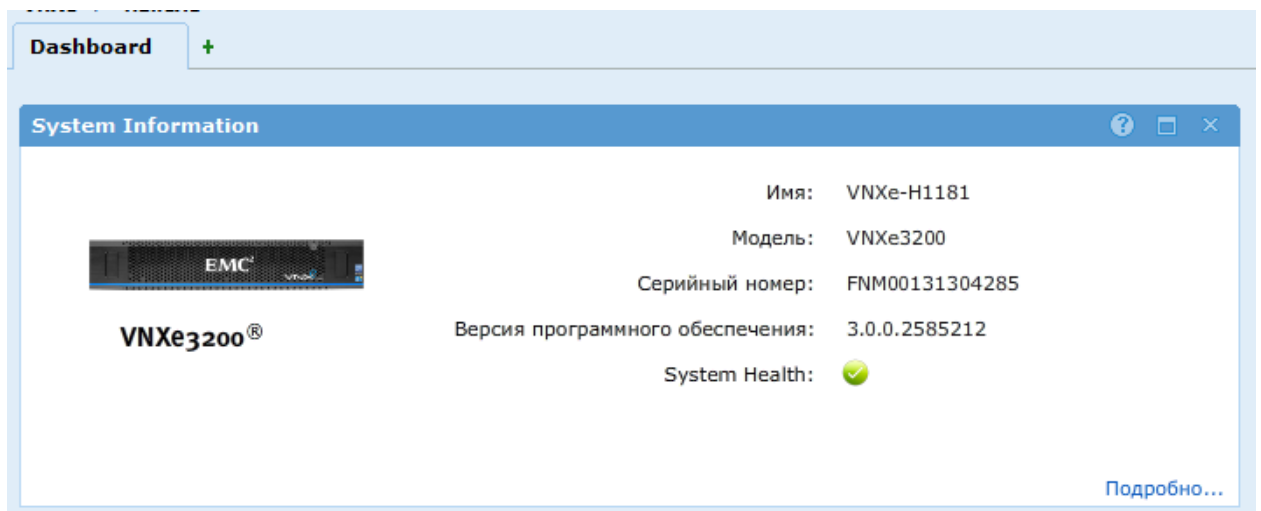 Dashboard +
System Information
Имя: VNXe-H1181
Модель: VNXe3200
EMC²
Серийный номер: FNM00131304285
VNXe3200®
Версия программного обеспечения: 3.0.0.2585212
System Health:
Подробно...